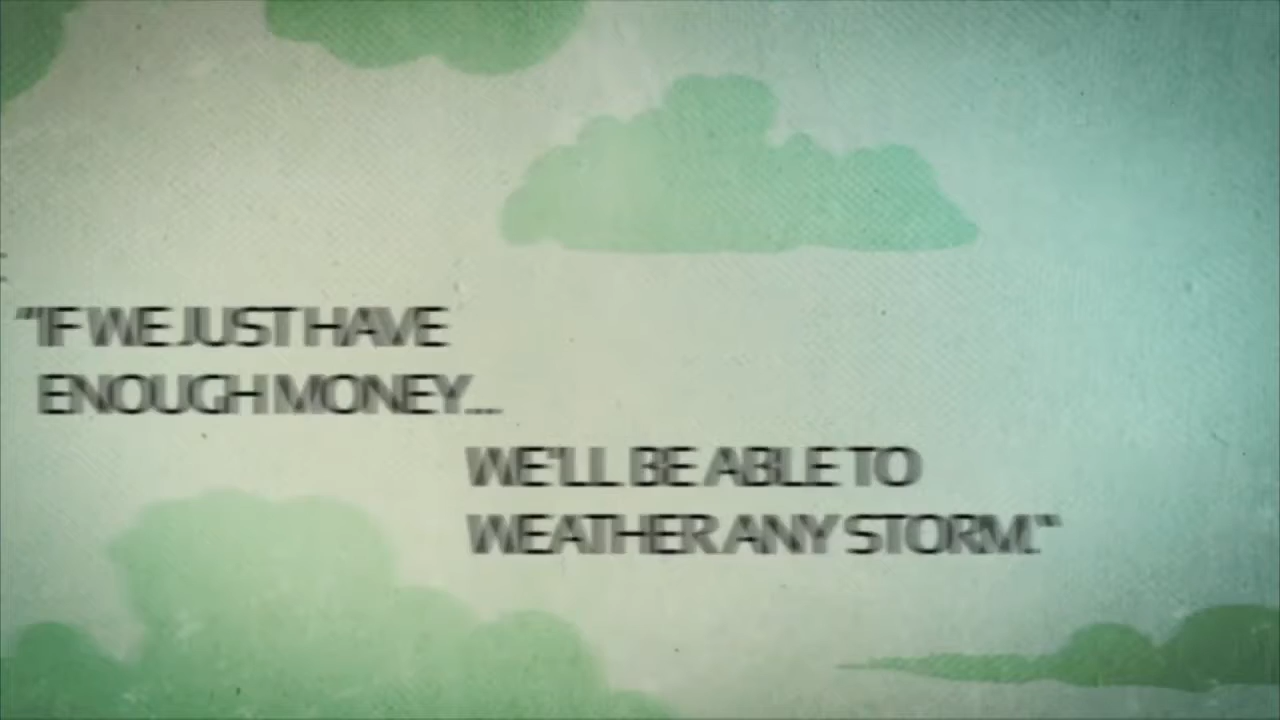 "IF WE JUST HAVE
ENOUGH MONEY...
WE'LL BE ABLE TO
WEATHER ANY STORM."